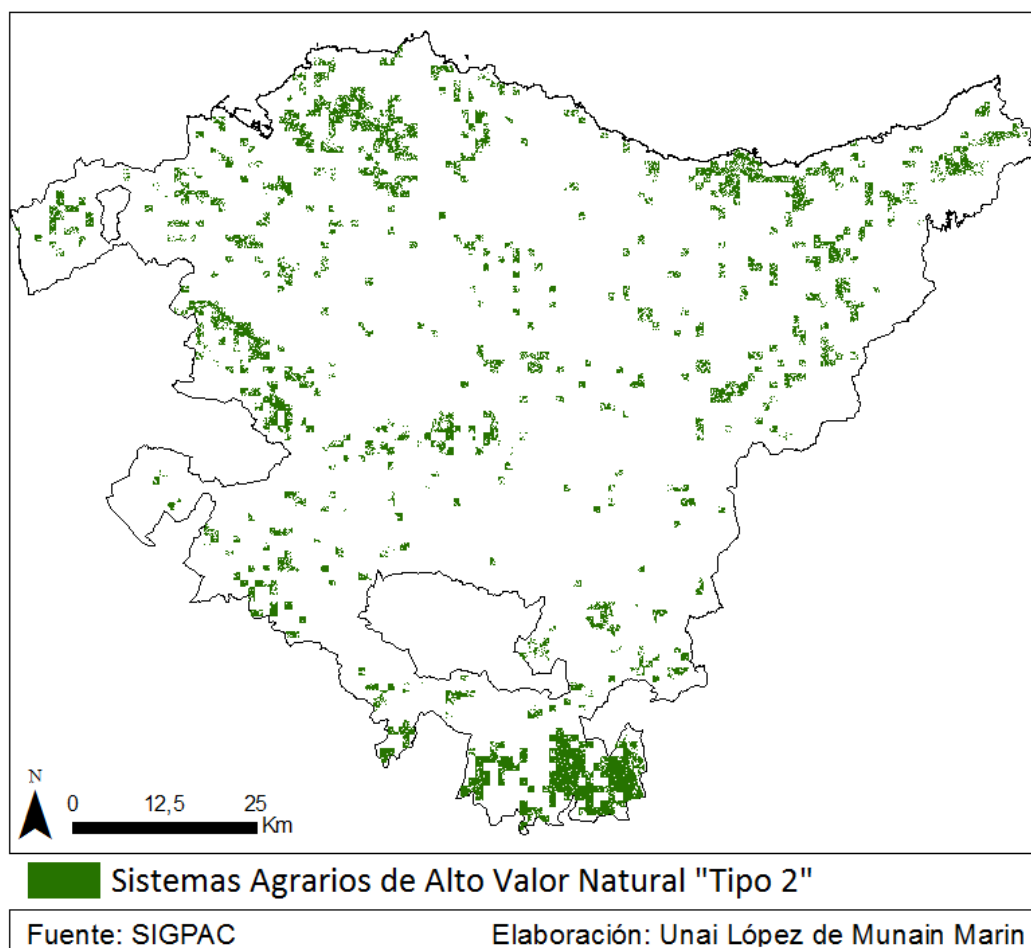 N
0 12,5 25
Km
Sistemas Agrarios de Alto Valor Natural "Tipo 2"
Fuente: SIGPAC Elaboración: Unai López de Munain Marin